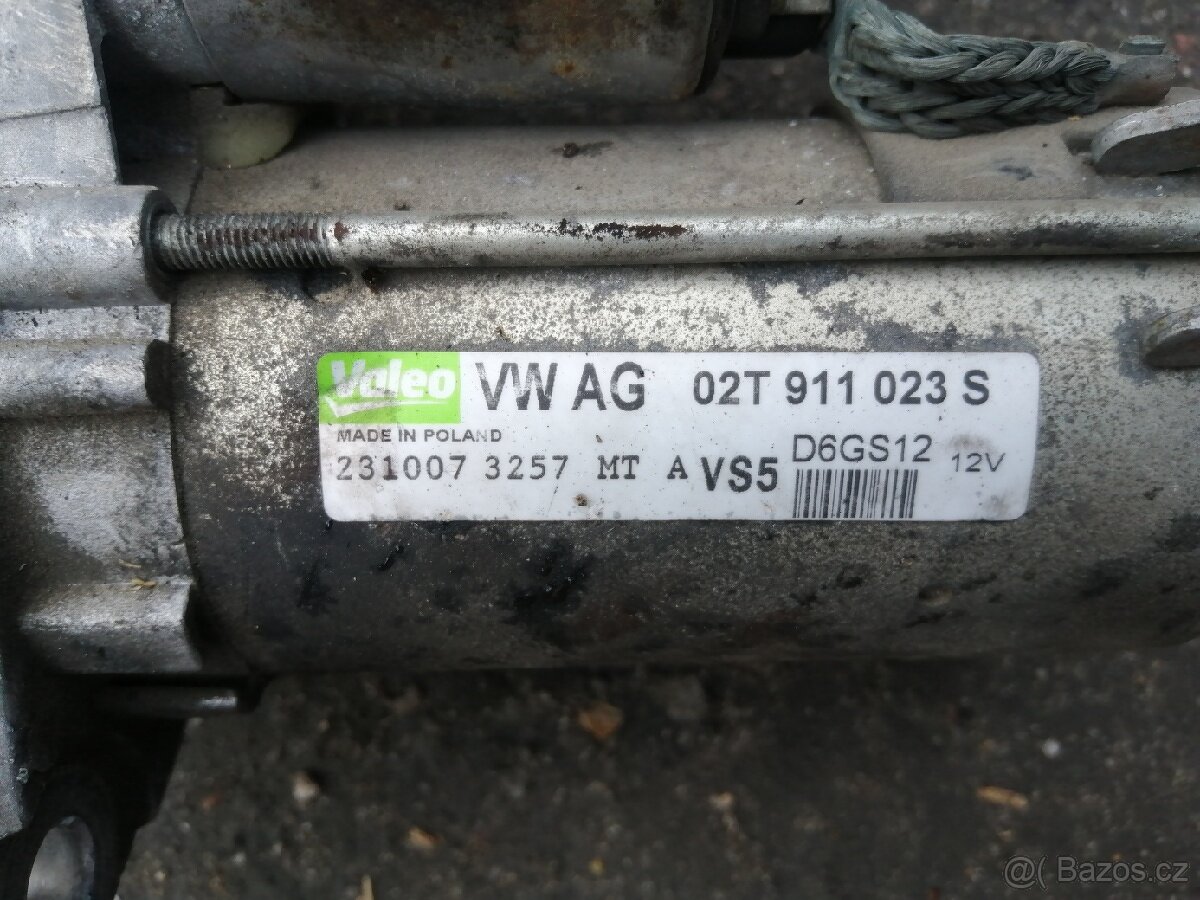 Valeo VW AG 02T 911 023 S
MADE IN POLAND
231007 3257 MT A VS5 D6GS12 12V
@( Bazos.cz